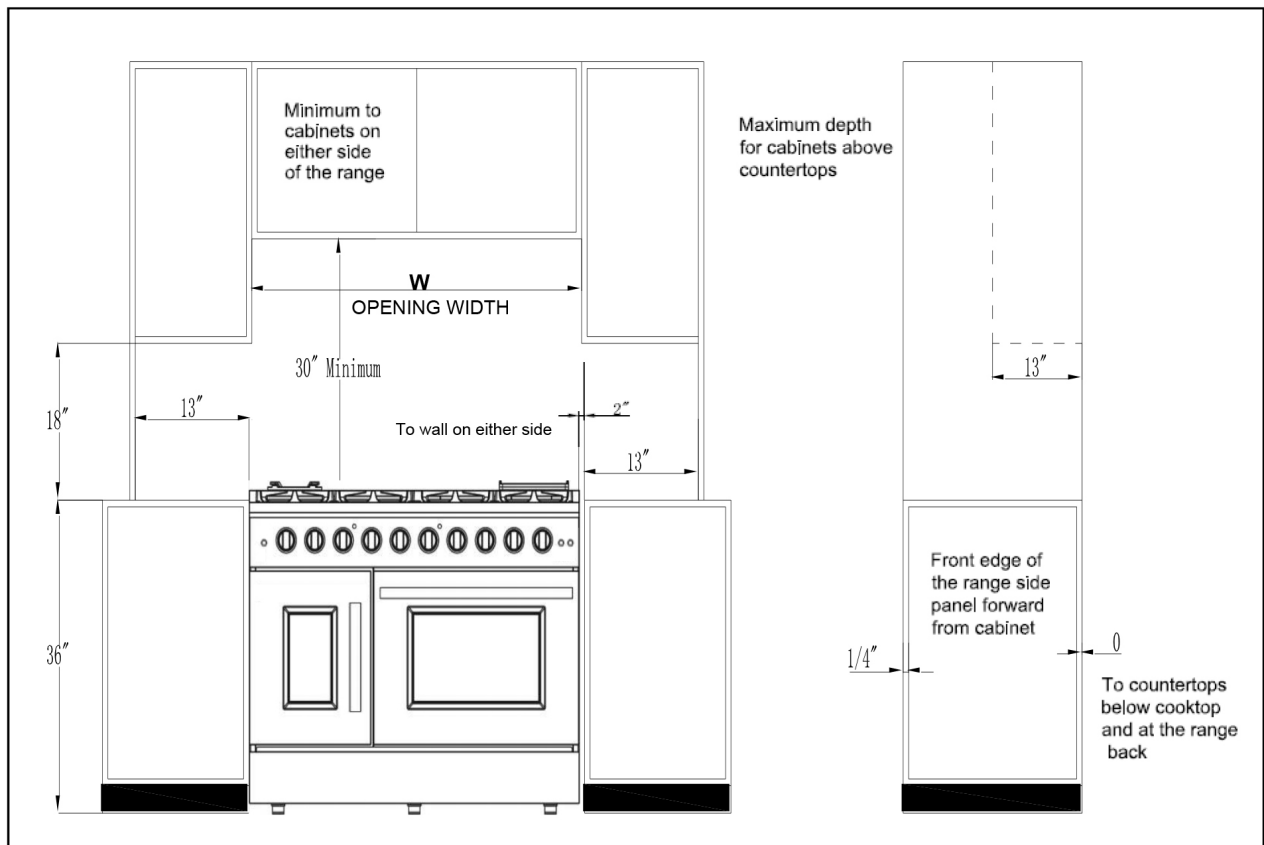 Minimum to
cabinets on
either side
of the range
Maximum depth
for cabinets above
countertops
W
OPENING WIDTH
30" Minimum
18"
13"
2"
To wall on either side
13"
13"
36"
Front edge of
the range side
panel forward
from cabinet
1/4"
0
To countertops
below cooktop
and at the range
back